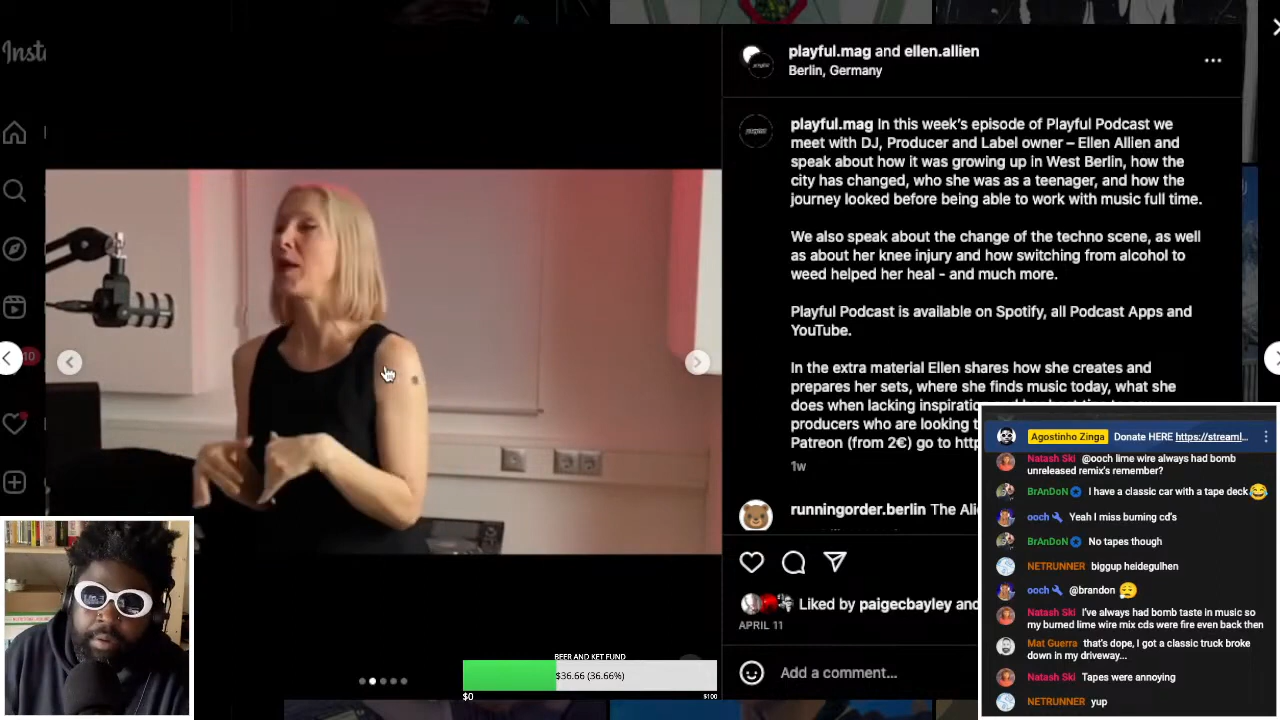 Inst
playful.mag and ellen.allien
Berlin, Germany
playful.mag In this week's episode of Playful Podcast we
meet with DJ, Producer and Label owner – Ellen Allien and
speak about how it was growing up in West Berlin, how the
city has changed, who she was as a teenager, and how the
journey looked before being able to work with music full time.
We also speak about the change of the techno scene, as well
as about her knee injury and how switching from alcohol to
weed helped her heal - and much more.
Playful Podcast is available on Spotify, all Podcast Apps and
YouTube.
In the extra material Ellen shares how she creates and
prepares her sets, where she finds music today, what she
does when lacking
producers who are looking
Patreon (from 2€) go to
1w
runningorder.berlin The
Liked by paigecbayley and
APRIL 11
Add a comment...
10
BEER AND KET FUND
$36.66 (36.66%)
$0
$100
Agostinho Zinga Donate HERE https://streaml...
Natash Ski @ooch lime wire always had bomb
unreleased remix's remember?
BrAnDoN I have a classic car with a tape deck 😂
ooch Yeah I miss burning cd's
BrAnDoN No tapes though
NETRUNNER biggup heidegulhen
ooch @brandon 😮‍💨
Natash Ski I've always had bomb taste in music so
my burned lime wire mix cds were fire even back then
Mat Guerra that's dope, I got a classic truck broke
down in my driveway...
Natash Ski Tapes were annoying
NETRUNNER yup